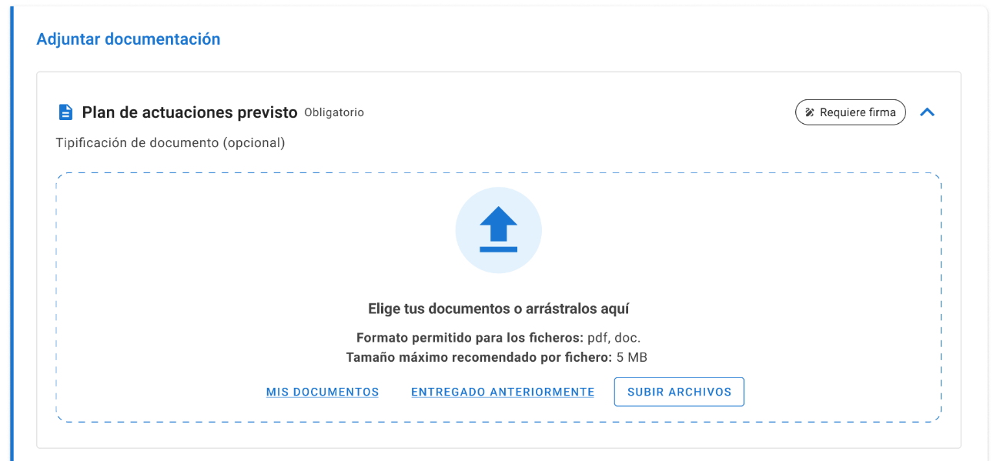 Adjuntar documentación
Plan de actuaciones previsto Obligatorio Requiere firma
Tipificación de documento (opcional)
Elige tus documentos o arrástralos aquí
Formato permitido para los ficheros: pdf, doc.
Tamaño máximo recomendado por fichero: 5 MB
MIS DOCUMENTOS ENTREGADO ANTERIORMENTE SUBIR ARCHIVOS